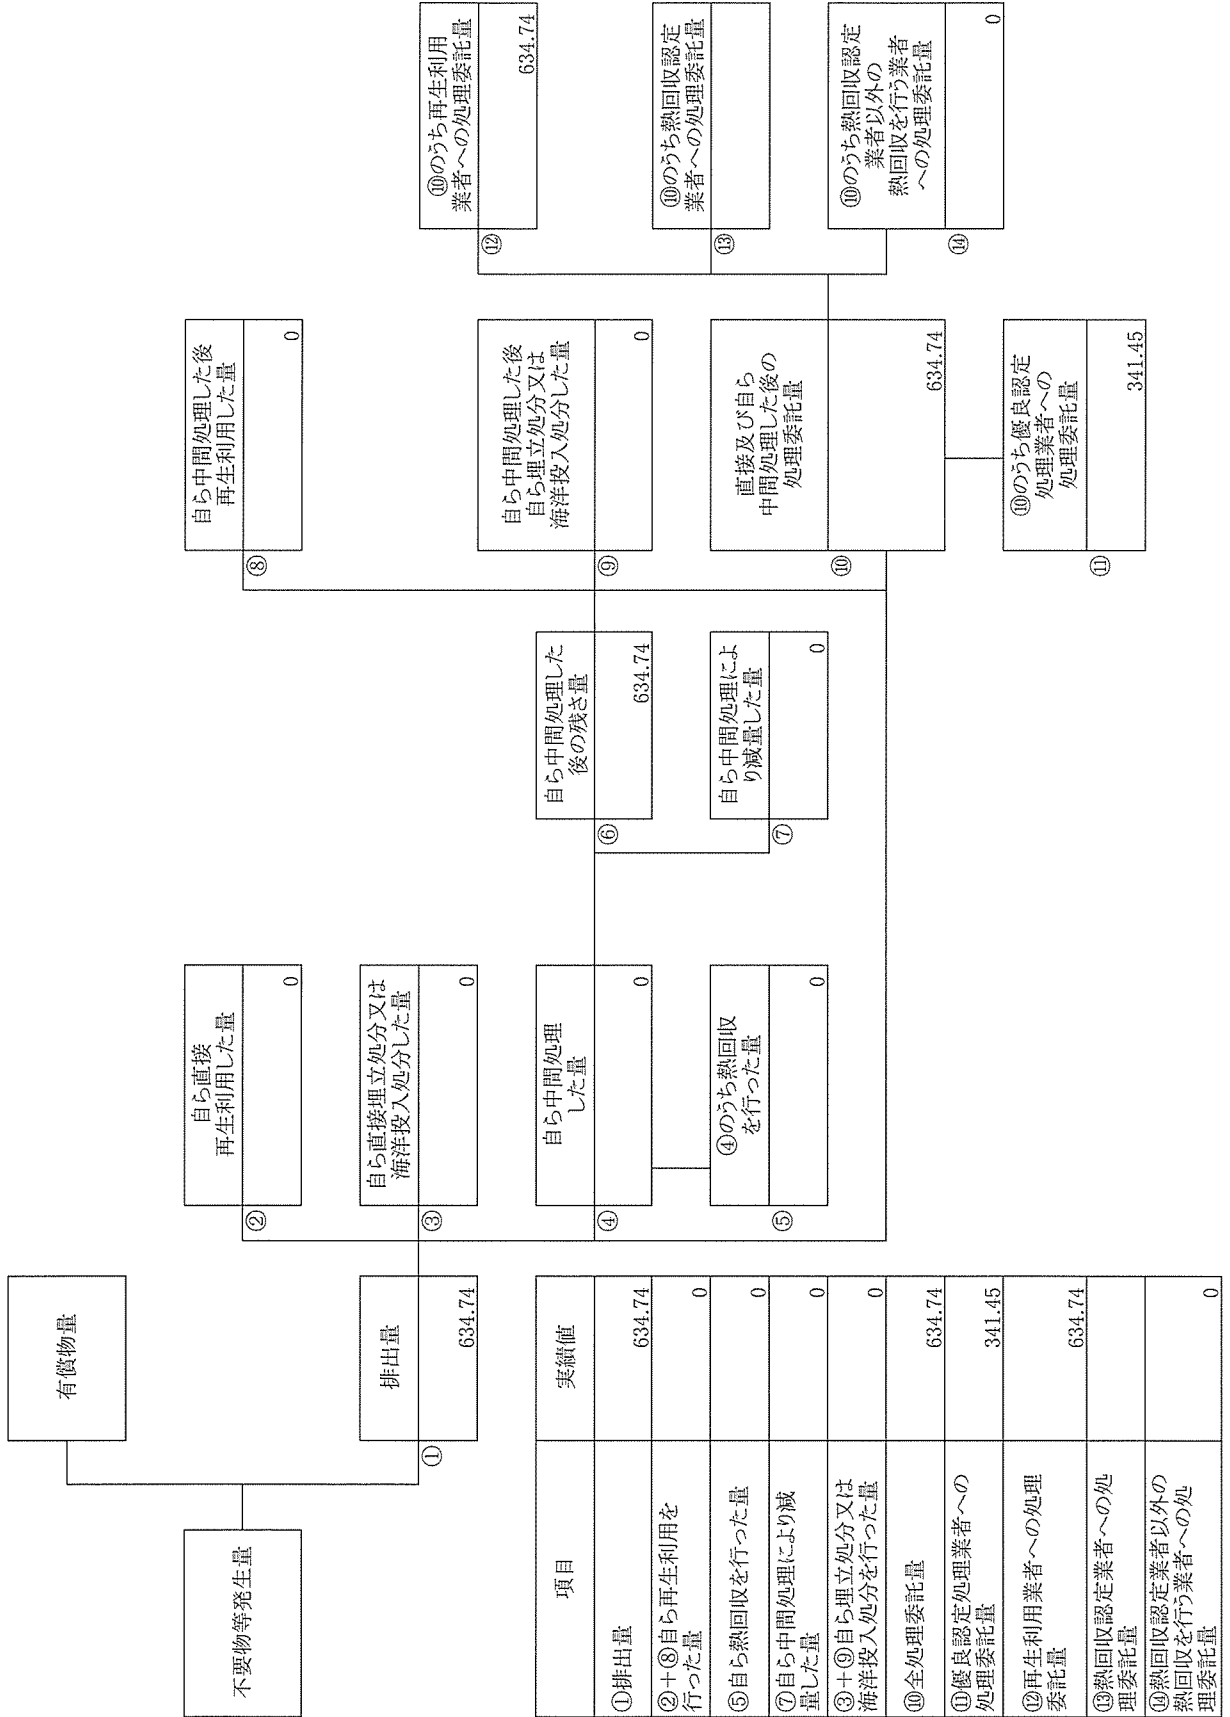 不要物等発生量
有償物量
排出量
①
634.74
自ら直接
再生利用した量
②
0
自ら直接埋立処分又は
海洋投入処分した量
③
0
自ら中間処理
した量
④
0
④のうち熱回収
を行った量
⑤
0
自ら中間処理した
後の残さ量
⑥
634.74
自ら中間処理によ
り減量した量
⑦
0
自ら中間処理した後
再生利用した量
⑧
0
自ら中間処理した後
自ら埋立処分又は
海洋投入処分した量
⑨
0
直接及び自ら
中間処理した後の
処理委託量
⑩
634.74
⑩のうち優良認定
処理業者への
処理委託量
⑪
341.45
⑩のうち再生利用
業者への処理委託量
⑫
634.74
⑩のうち熱回収認定
業者への処理委託量
⑬
⑩のうち熱回収認定
業者以外の
熱回収を行う業者
への処理委託量
⑭
0
項目 実績値
①排出量 634.74
②+⑧自ら再生利用を
行った量 0
⑤自ら熱回収を行った量 0
⑦自ら中間処理により減
量した量 0
③+⑨自ら埋立処分又は
海洋投入処分を行った量 0
⑩全処理委託量 634.74
⑪優良認定処理業者への
処理委託量 341.45
⑫再生利用業者への処理
委託量 634.74
⑬熱回収認定業者への処
理委託量
⑭熱回収認定業者以外の
熱回収を行う業者への処
理委託量 0